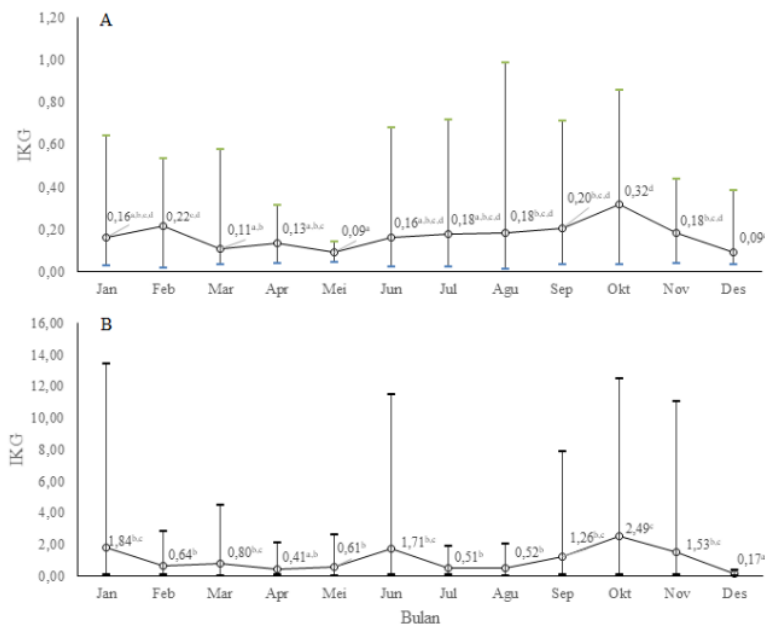 A
IKG
1,20
1,00
0,80
0,60
0,40
0,20
0,00
0,16a,b,c,d
0,22c,d
0,11a,b
0,13a,b,c
0,09a
0,16a,b,c,d
0,18a,b,c,d
0,18b,c,d
0,20b,c,d
0,32d
0,18b,c,d
0,09a
Jan Feb Mar Apr Mei Jun Jul Agu Sep Okt Nov Des
B
IKG
16,00
14,00
12,00
10,00
8,00
6,00
4,00
2,00
0,00
1,84b,c
0,64b
0,80b,c
0,41a,b
0,61b
1,71b,c
0,51b
0,52b
1,26b,c
2,49c
1,53b,c
0,17a
Jan Feb Mar Apr Mei Jun Jul Agu Sep Okt Nov Des
Bulan